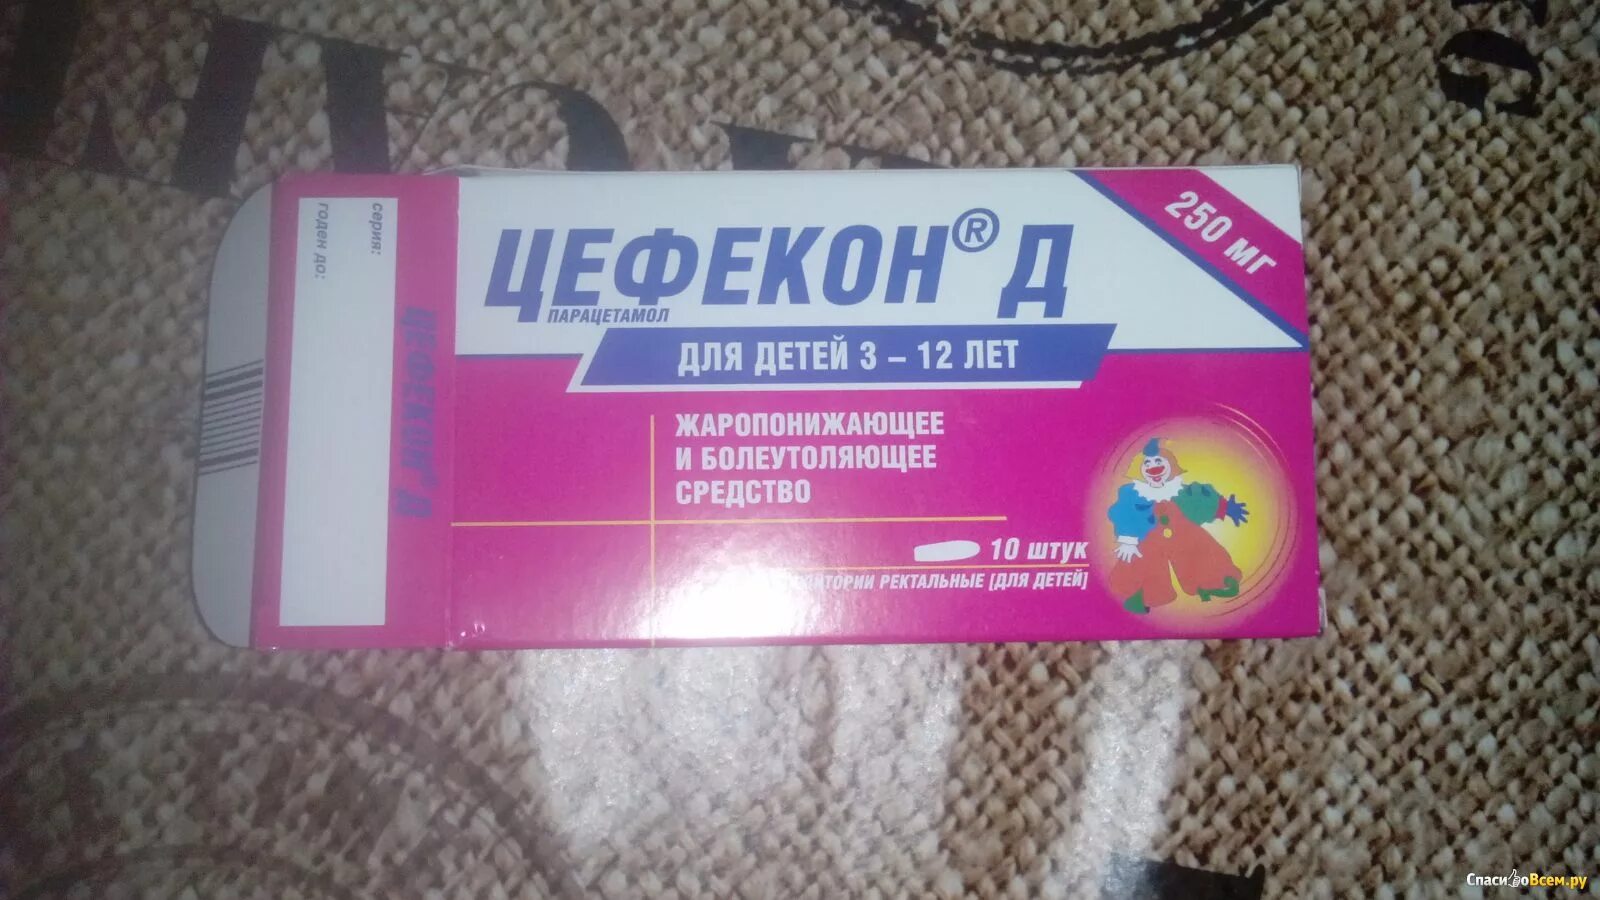 серия:
годен до:
ЦЕФЕКОН® Д
ЦЕФЕКОН® Д
ПАРАЦЕТАМОЛ
250 мг
ДЛЯ ДЕТЕЙ 3 – 12 ЛЕТ
ЖАРОПОНИЖАЮЩЕЕ
И БОЛЕУТОЛЯЮЩЕЕ
СРЕДСТВО
10 штук
РЕКТАЛЬНЫЕ [ДЛЯ ДЕТЕЙ]
СпасибоВсем.ру